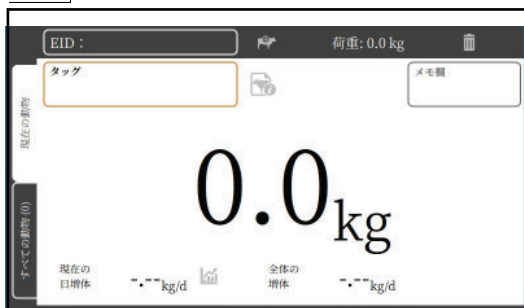 EID：
荷重: 0.0 kg
タッグ
メモ欄
現在の動物
0.0kg
すべての動物 (0)
現在の
日増体
-.--kg/d
全体の
増体
-.--kg/d